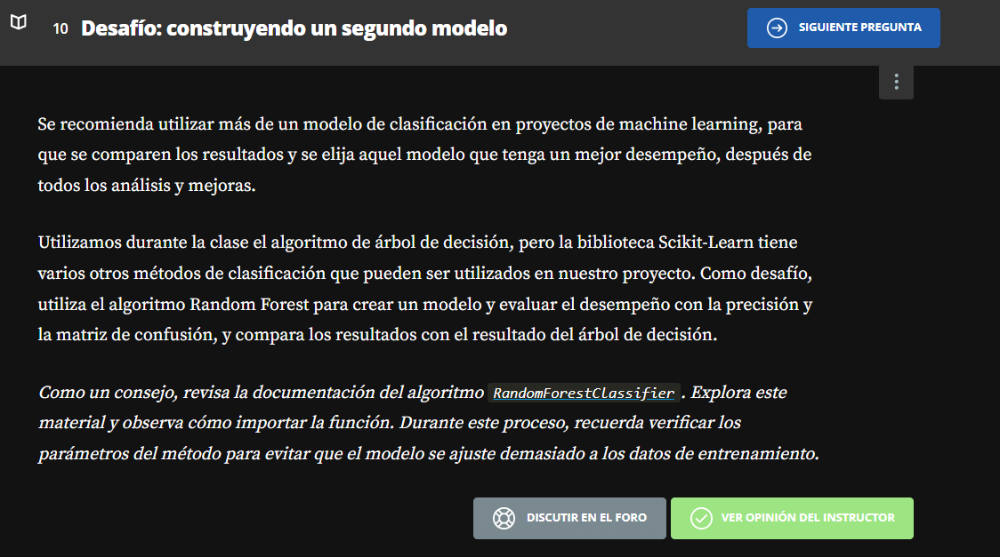 10 Desafío: construyendo un segundo modelo
SIGUIENTE PREGUNTA
Se recomienda utilizar más de un modelo de clasificación en proyectos de machine learning, para
que se comparen los resultados y se elija aquel modelo que tenga un mejor desempeño, después de
todos los análisis y mejoras.
Utilizamos durante la clase el algoritmo de árbol de decisión, pero la biblioteca Scikit-Learn tiene
varios otros métodos de clasificación que pueden ser utilizados en nuestro proyecto. Como desafío,
utiliza el algoritmo Random Forest para crear un modelo y evaluar el desempeño con la precisión y
la matriz de confusión, y compara los resultados con el resultado del árbol de decisión.
Como un consejo, revisa la documentación del algoritmo RandomForestClassifier. Explora este
material y observa cómo importar la función. Durante este proceso, recuerda verificar los
parámetros del método para evitar que el modelo se ajuste demasiado a los datos de entrenamiento.
DISCUTIR EN EL FORO
VER OPINIÓN DEL INSTRUCTOR